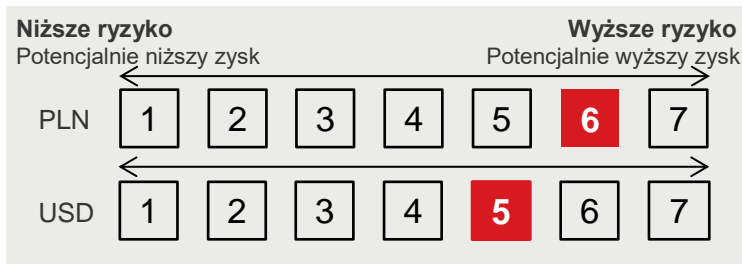 Niższe ryzyko Wyższe ryzyko
Potencjalnie niższy zysk Potencjalnie wyższy zysk
PLN 1 2 3 4 5 6 7
USD 1 2 3 4 5 6 7